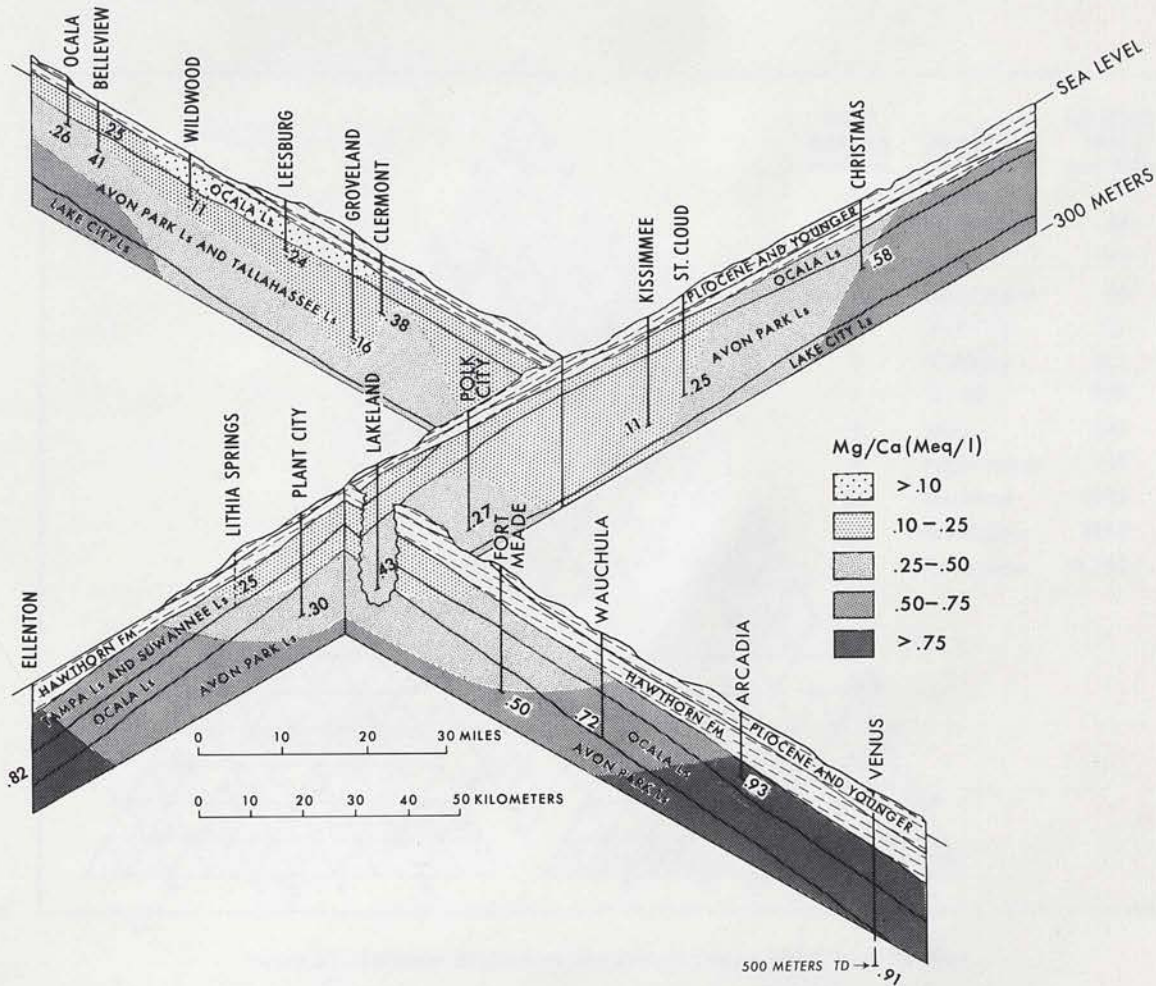 OCALA
BELLEVIEW
WILDWOOD
LEESBURG
GROVELAND
CLERMONT
.26
.41
.25
.11
.24
.16
.38
OCALA Ls
AVON PARK Ls AND TALLAHASSEE Ls
LAKE CITY Ls
SEA LEVEL
300 METERS
CHRISTMAS
ST. CLOUD
KISSIMMEE
PLIOCENE AND YOUNGER
OCALA Ls
AVON PARK Ls
LAKE CITY Ls
.58
.25
.11
POLK
CITY
.27
LAKELAND
.43
PLANT CITY
.30
LITHIA SPRINGS
.25
ELLENTON
.82
HAWTHORN FM.
TAMPA Ls AND SUWANNEE Ls
OCALA Ls
AVON PARK Ls
FORT
MEADE
.50
WAUCHULA
.72
ARCADIA
.93
VENUS
HAWTHORN FM.
PLIOCENE AND YOUNGER
OCALA Ls
AVON PARK Ls
500 METERS TD→
.91
Mg/Ca (Meq/l)
>.10
.10–.25
.25–.50
.50–.75
>.75
0 10 20 30 MILES
0 10 20 30 40 50 KILOMETERS